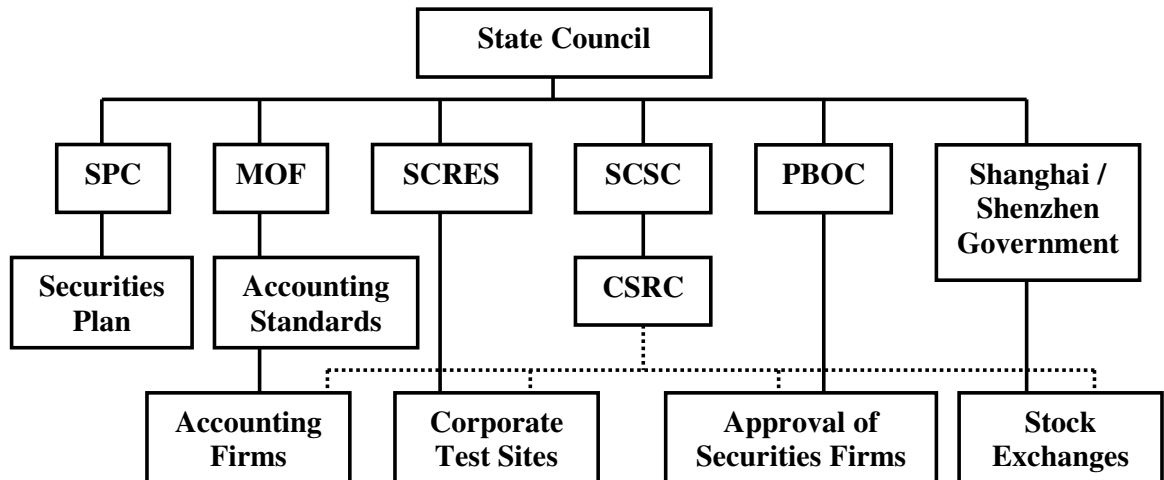 State Council
SPC
MOF
SCRES
SCSC
PBOC
Shanghai /
Shenzhen
Government
Securities
Plan
Accounting
Standards
CSRC
Accounting
Firms
Corporate
Test Sites
Approval of
Securities Firms
Stock
Exchanges